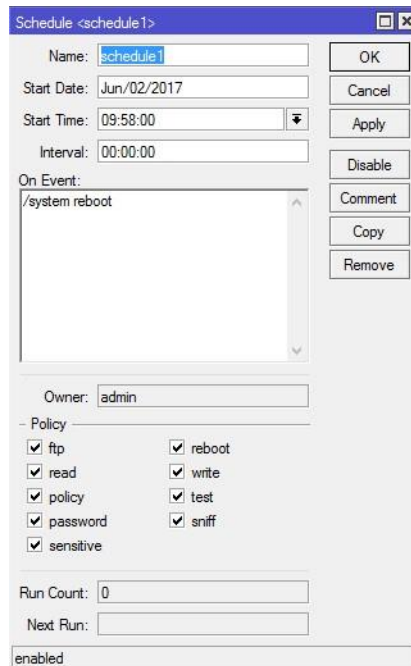 Schedule <schedule1>
Name: schedule1
OK
Start Date: Jun/02/2017
Cancel
Start Time: 09:58:00
Apply
Interval: 00:00:00
Disable
On Event:
/system reboot
Comment
Copy
Remove
Owner: admin
Policy
ftp reboot
read write
policy test
password sniff
sensitive
Run Count: 0
Next Run:
enabled